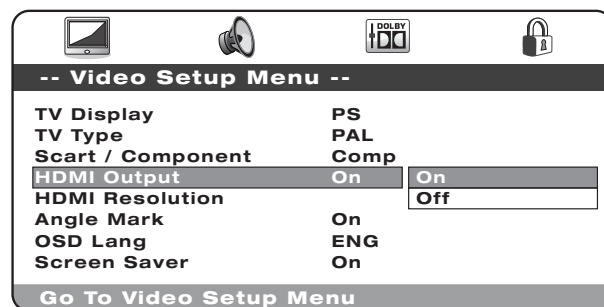 DOLBY
-- Video Setup Menu --
TV Display PS
TV Type PAL
Scart / Component Comp
HDMI Output On On
HDMI Resolution Off
Angle Mark On
OSD Lang ENG
Screen Saver On
Go To Video Setup Menu